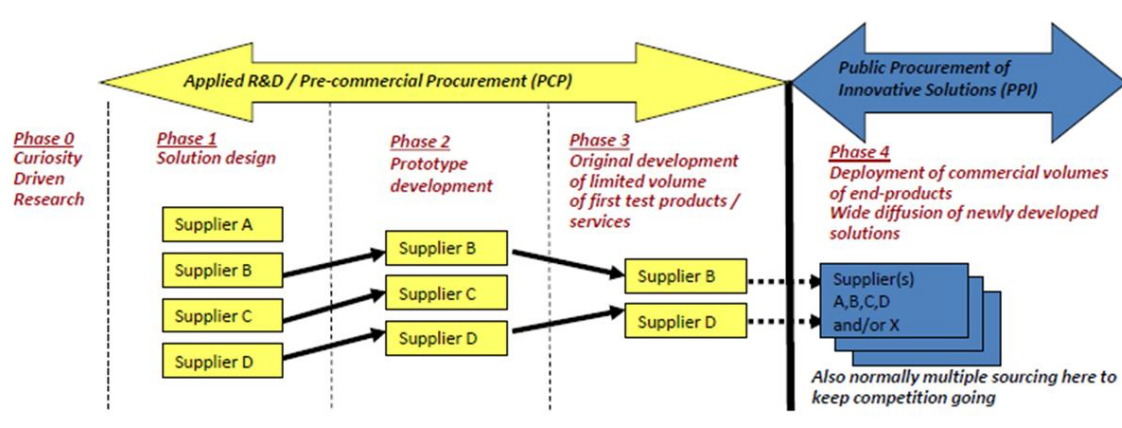 Applied R&D / Pre-commercial Procurement (PCP)
Public Procurement of
Innovative Solutions (PPI)
Phase 0
Curiosity
Driven
Research
Phase 1
Solution design
Phase 2
Prototype
development
Phase 3
Original development
of limited volume
of first test products /
services
Phase 4
Deployment of commercial volumes
of end-products
Wide diffusion of newly developed
solutions
Supplier A
Supplier B
Supplier C
Supplier D
Supplier B
Supplier C
Supplier D
Supplier B
Supplier D
Supplier(s)
A,B,C,D
and/or X
Also normally multiple sourcing here to
keep competition going